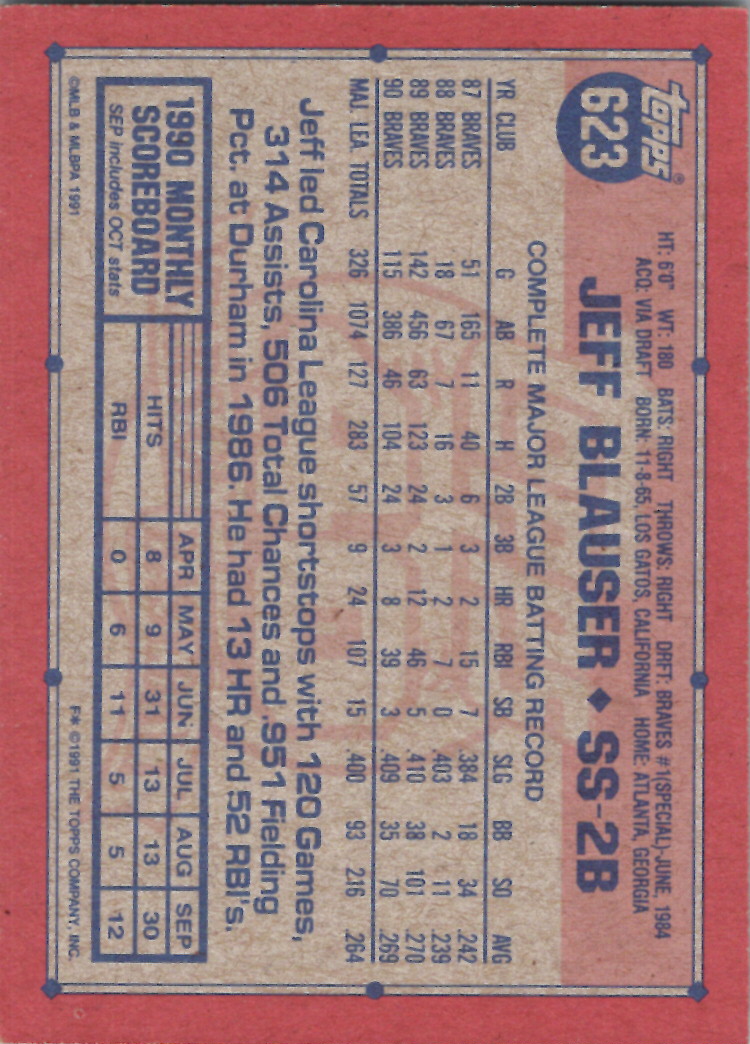 topps®
623
HT: 6'0" WT: 180 BATS: RIGHT THROWS: RIGHT DRFT: BRAVES #1(SPECIAL)-JUNE, 1984
ACQ: VIA DRAFT BORN: 11-8-65, LOS GATOS, CALIFORNIA HOME: ATLANTA, GEORGIA
JEFF BLAUSER ♦ SS-2B
COMPLETE MAJOR LEAGUE BATTING RECORD
YR CLUB G AB R H 2B 3B HR RBI SB SLG BB SO AVG
87 BRAVES 51 165 11 40 6 3 2 15 7 .384 18 34 .242
88 BRAVES 18 67 7 16 3 1 2 7 0 .403 2 11 .239
89 BRAVES 142 456 63 123 24 2 12 46 5 .410 38 101 .270
90 BRAVES 115 386 46 104 24 3 8 39 3 .409 35 70 .269
MAJ. LEA. TOTALS 326 1074 127 283 57 9 24 107 15 .400 93 216 .264
Jeff led Carolina League shortstops with 120 Games,
314 Assists, 506 Total Chances and .951 Fielding
Pct. at Durham in 1986. He had 13 HR and 52 RBI's.
1990 MONTHLY
SCOREBOARD
SEP includes OCT stats
APR MAY JUN JUL AUG SEP
HITS 8 9 31 13 13 30
RBI 0 6 11 5 5 12
©MLB & MLBPA 1991
F* ©1991 THE TOPPS COMPANY, INC.